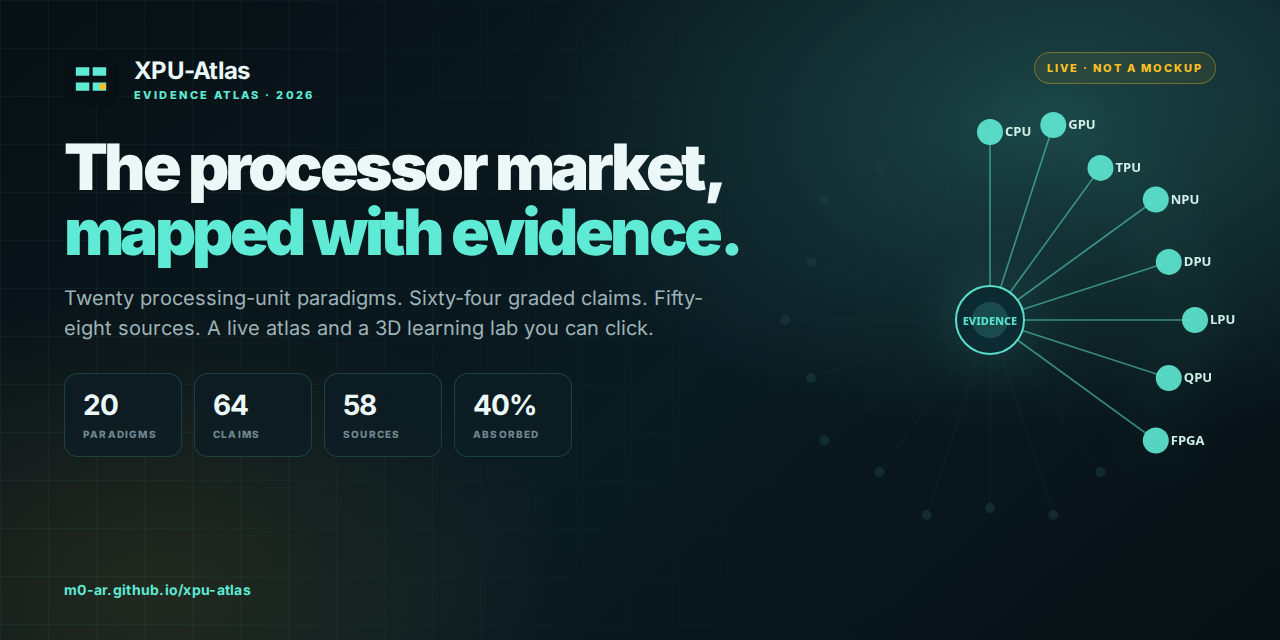 XPU-Atlas
EVIDENCE ATLAS · 2026
LIVE · NOT A MOCKUP
The processor market,
mapped with evidence.
Twenty processing-unit paradigms. Sixty-four graded claims. Fifty-
eight sources. A live atlas and a 3D learning lab you can click.
20
PARADIGMS
64
CLAIMS
58
SOURCES
40%
ABSORBED
CPU
GPU
TPU
NPU
DPU
LPU
QPU
FPGA
EVIDENCE
m0-ar.github.io/xpu-atlas